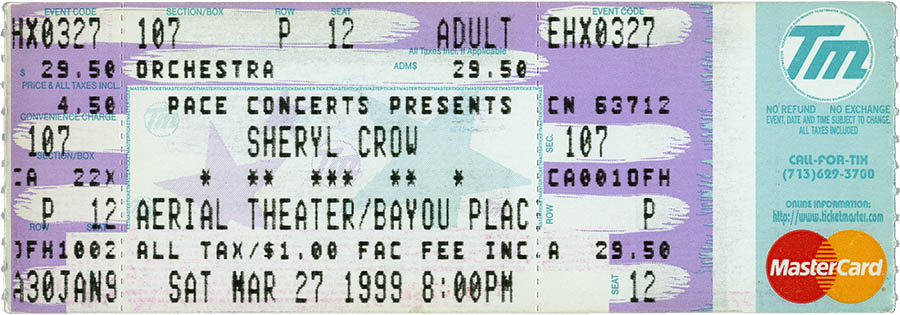 EVENT CODE SECTION/BOX ROW SEAT EVENT CODE
HX0327 107 P 12 ADULT EHX0327
All Taxes Incl. If Applicable
$ 29.50 ORCHESTRA ADM$ 29.50
PRICE & ALL TAXES INCL.
4.50 PACE CONCERTS PRESENTS CN 63712
CONVENIENCE CHARGE
107 SHERYL CROW SEC. 107
SECTION/BOX
CA 22X * ** *** ** * CA001OFH
P 12 AERIAL THEATER/BAYOU PLAC ROW P
ROW SEAT
OFH1002 ALL TAX/$1.00 FAC FEE INC. A 29.50
A30JAN9 SAT MAR 27 1999 8:00PM SEAT 12
Tm
NO REFUND NO EXCHANGE
EVENT, DATE AND TIME SUBJECT TO CHANGE.
ALL TAXES INCLUDED
CALL-FOR-TIX
(713)629-3700
ONLINE INFORMATION:
http://www.ticketmaster.com
MasterCard